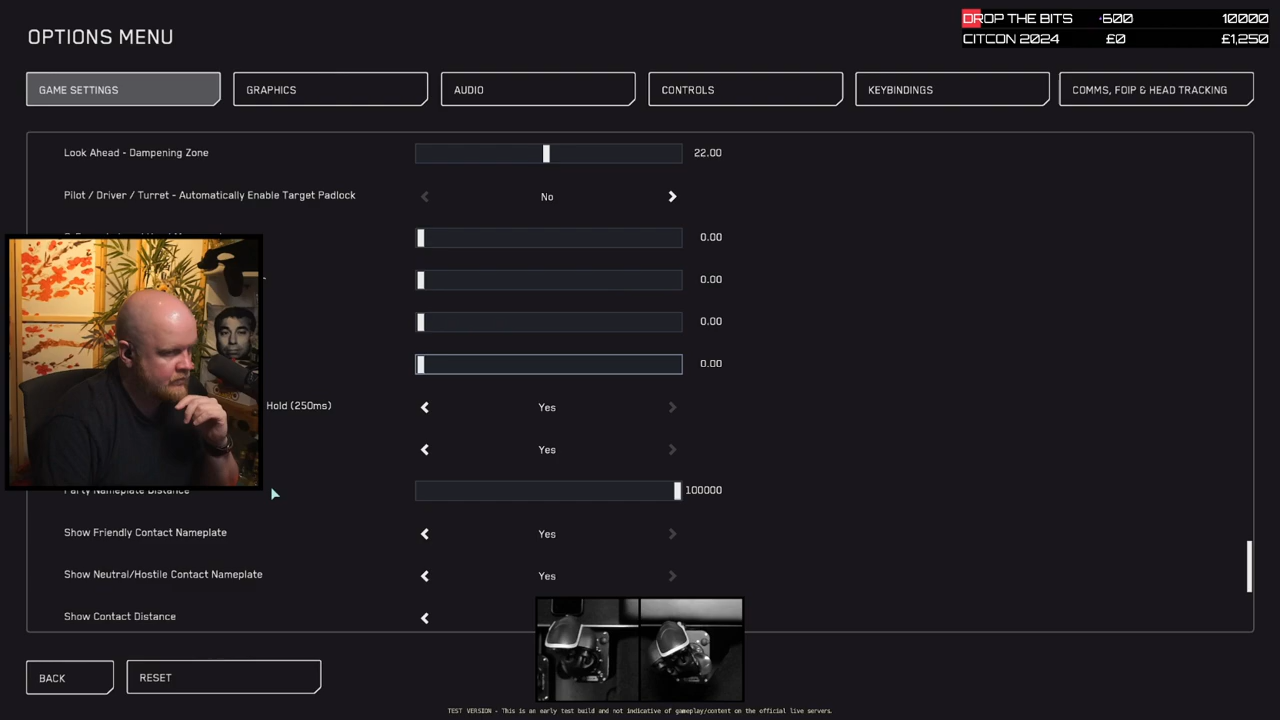 DROP THE BITS 600 10000
CITCON 2024 £0 £1,250
OPTIONS MENU
GAME SETTINGS
GRAPHICS
AUDIO
CONTROLS
KEYBINDINGS
COMMS, FOIP & HEAD TRACKING
Look Ahead - Dampening Zone 22.00
Pilot / Driver / Turret - Automatically Enable Target Padlock No
0.00
0.00
0.00
0.00
Hold (250ms) Yes
Yes
Party Nameplate Distance 100000
Show Friendly Contact Nameplate Yes
Show Neutral/Hostile Contact Nameplate Yes
Show Contact Distance
BACK
RESET
TEST VERSION - This is an early test build and not indicative of gameplay/content on the official live servers.